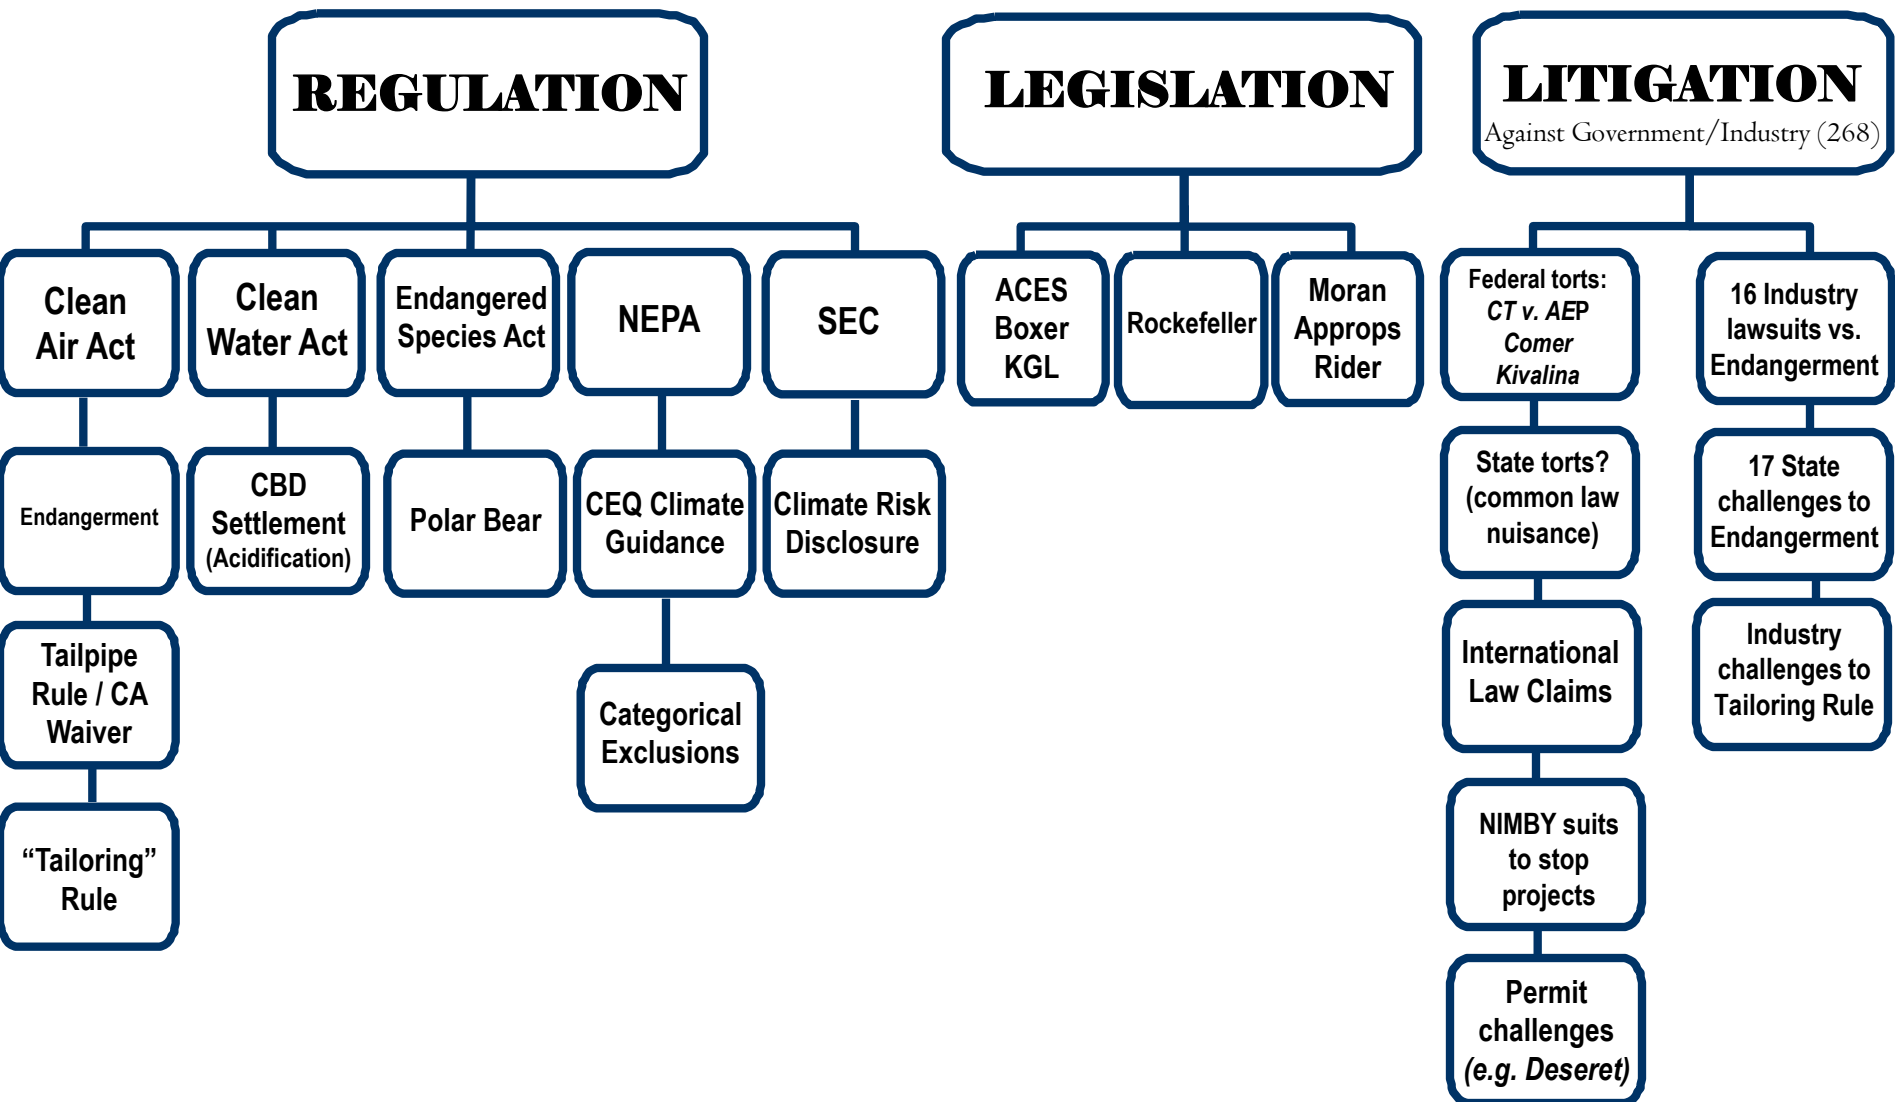 REGULATION
LEGISLATION
LITIGATION
Against Government/Industry (268)
Clean
Air Act
Clean
Water Act
Endangered
Species Act
NEPA
SEC
ACES
Boxer
KGL
Rockefeller
Moran
Approps
Rider
Federal torts:
CT v. AEP
Comer
Kivalina
16 Industry
lawsuits vs.
Endangerment
Endangerment
CBD
Settlement
(Acidification)
Polar Bear
CEQ Climate
Guidance
Climate Risk
Disclosure
State torts?
(common law
nuisance)
17 State
challenges to
Endangerment
Tailpipe
Rule / CA
Waiver
Categorical
Exclusions
International
Law Claims
Industry
challenges to
Tailoring Rule
“Tailoring”
Rule
NIMBY suits
to stop
projects
Permit
challenges
(e.g. Deseret)